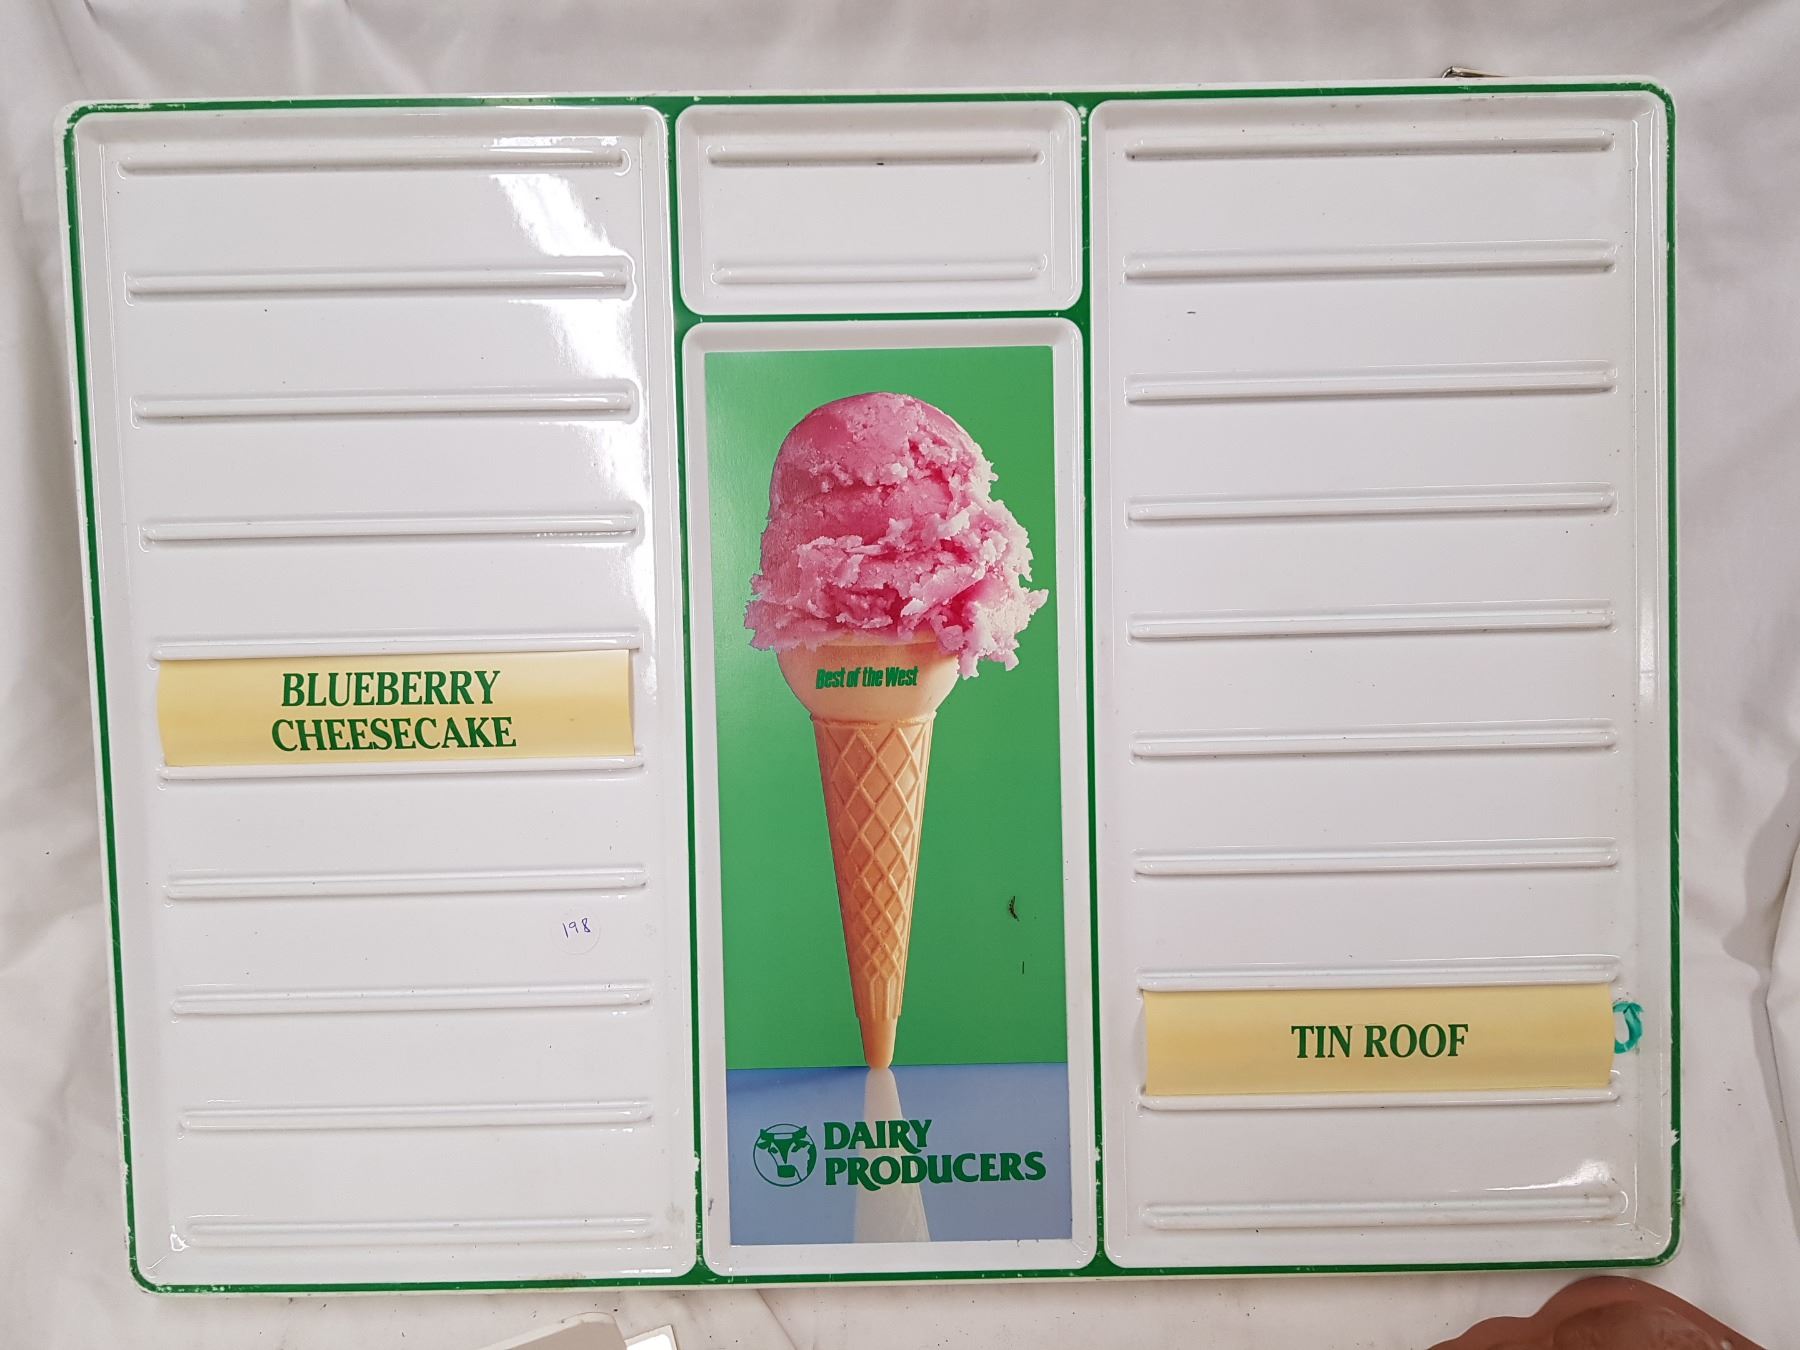 BLUEBERRY
CHEESECAKE
198
Best of the West
DAIRY
PRODUCERS
TIN ROOF